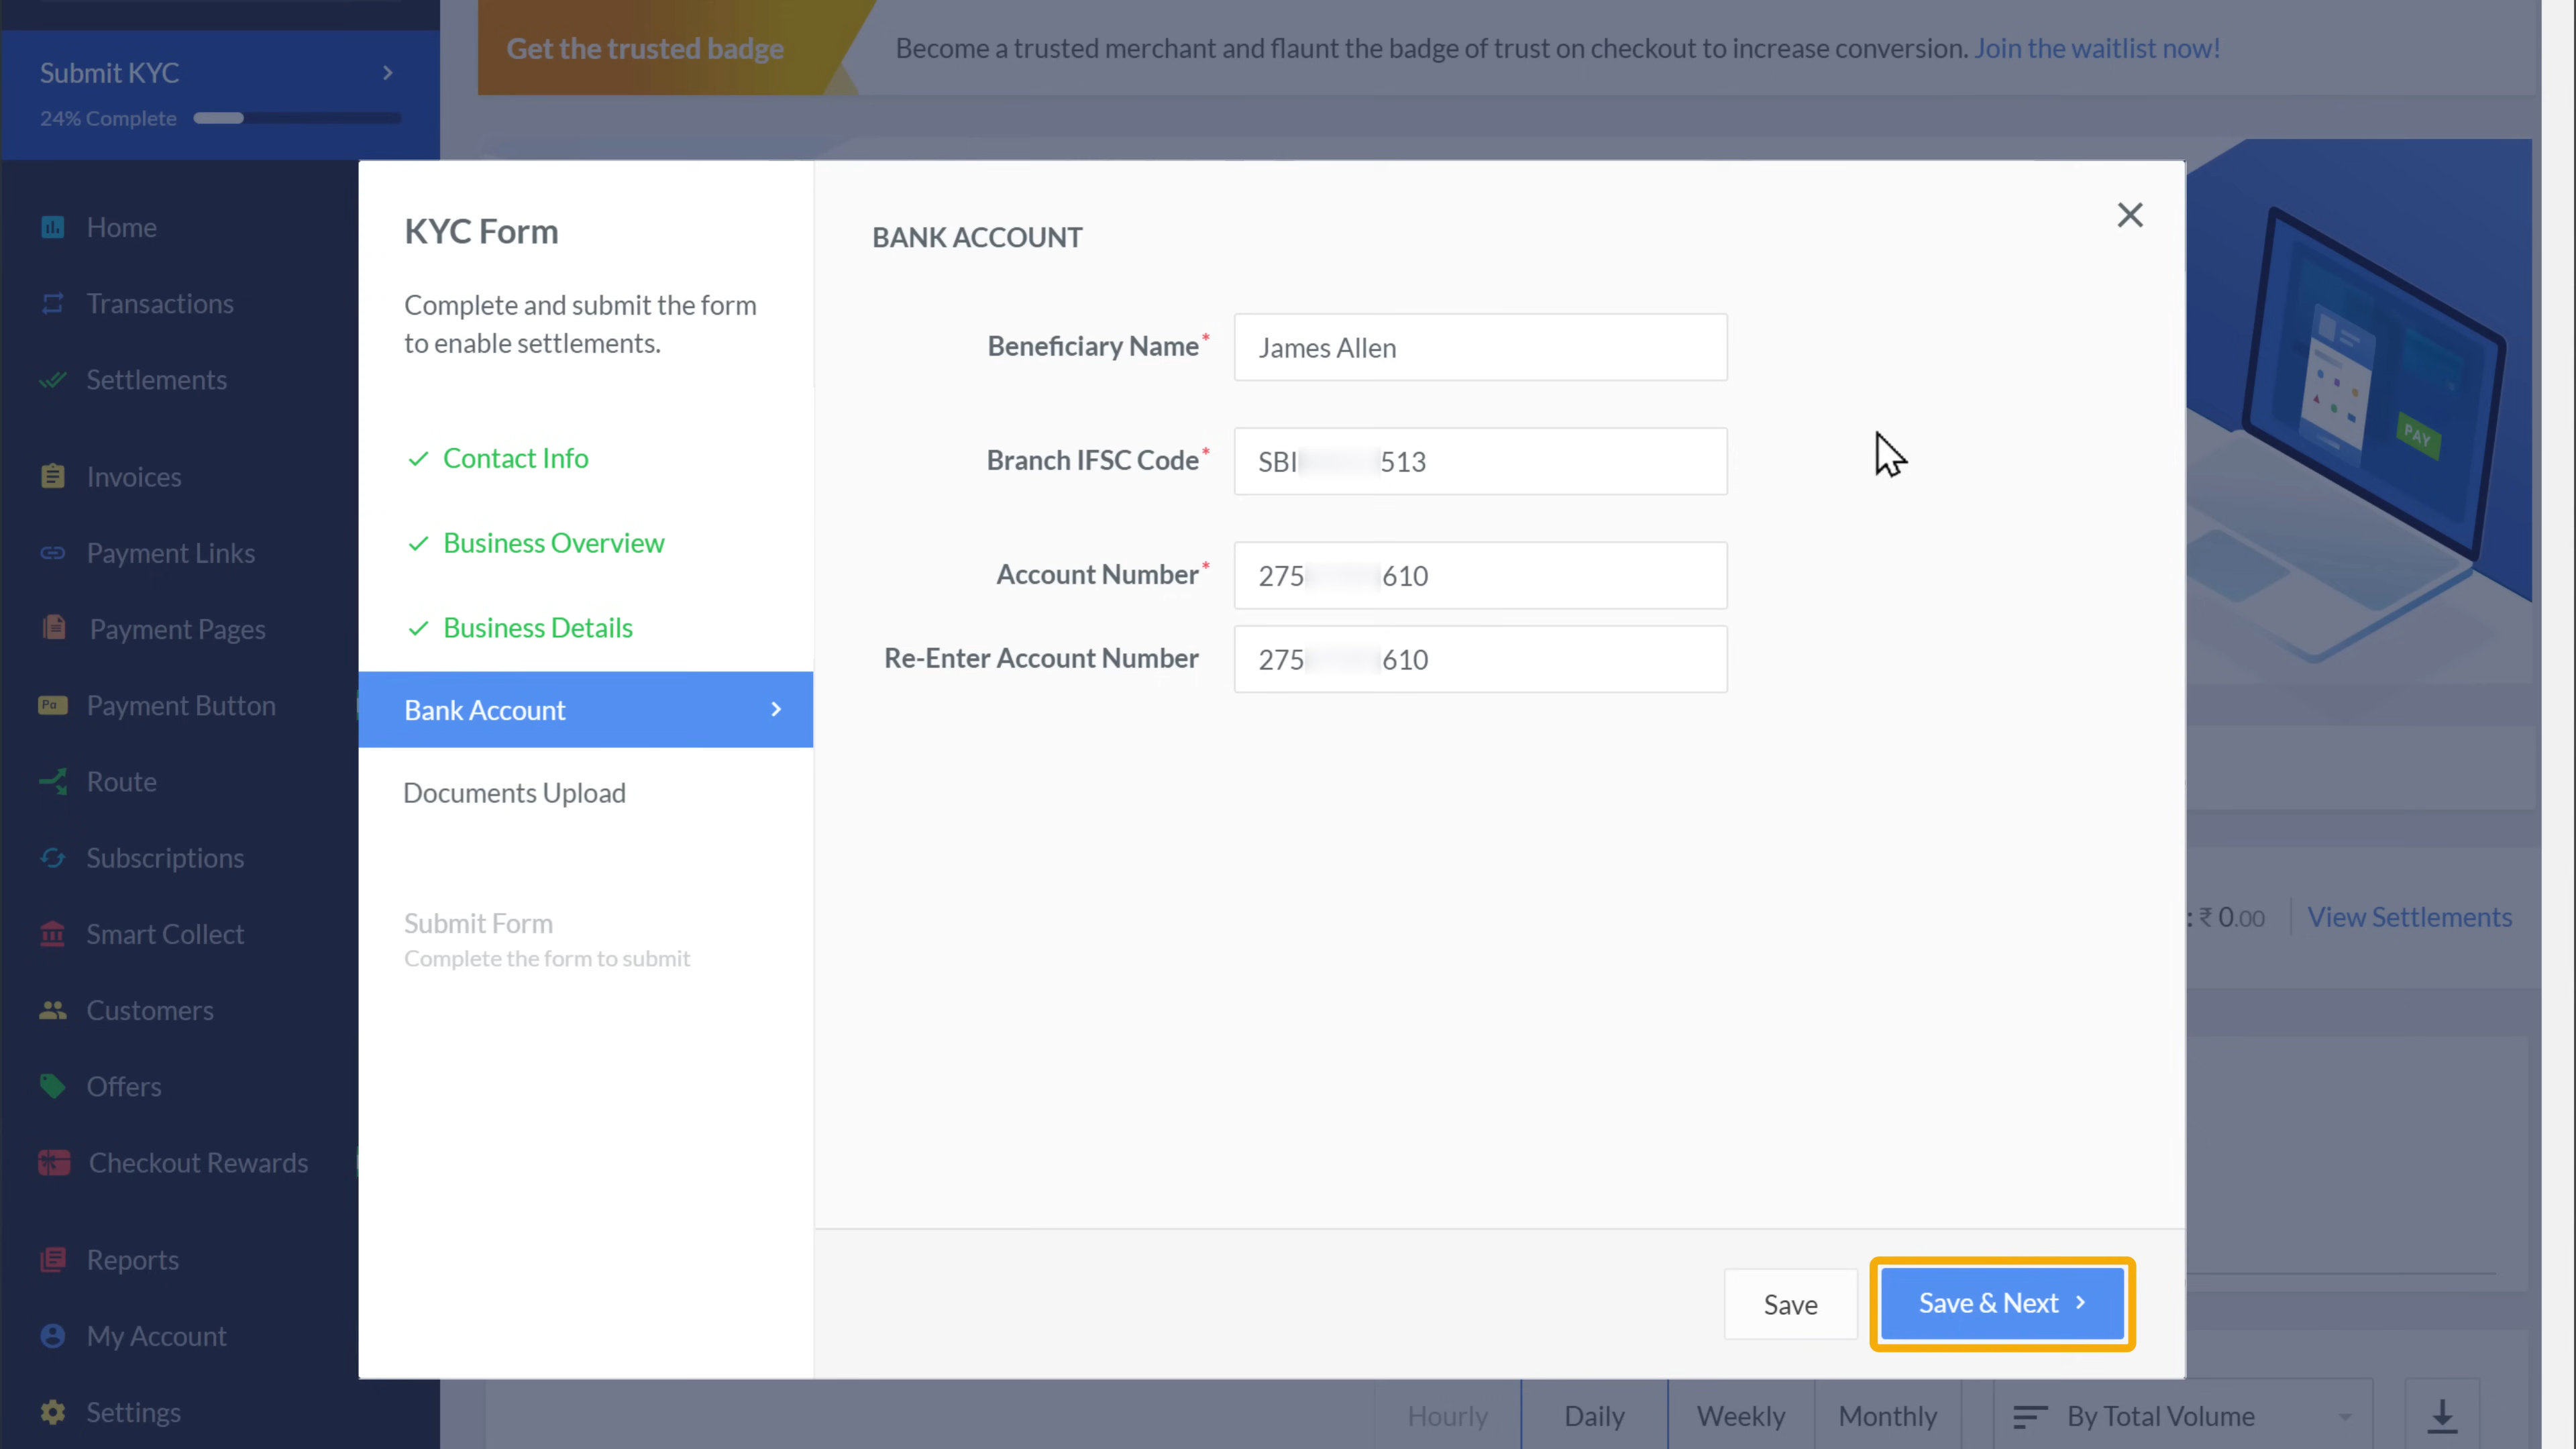 Submit KYC
24% Complete
Home
Transactions
Settlements
Invoices
Payment Links
Payment Pages
Payment Button
Route
Subscriptions
Smart Collect
Customers
Offers
Checkout Rewards
Reports
My Account
Settings
Get the trusted badge
Become a trusted merchant and flaunt the badge of trust on checkout to increase conversion. Join the waitlist now!
PAY
KYC Form
Complete and submit the form
to enable settlements.
Contact Info
Business Overview
Business Details
Bank Account
Documents Upload
Submit Form
Complete the form to submit
BANK ACCOUNT
Beneficiary Name* James Allen
Branch IFSC Code* SBI 513
Account Number* 275 610
Re-Enter Account Number 275 610
Save
Save & Next
: ₹ 0.00 View Settlements
Hourly Daily Weekly Monthly By Total Volume